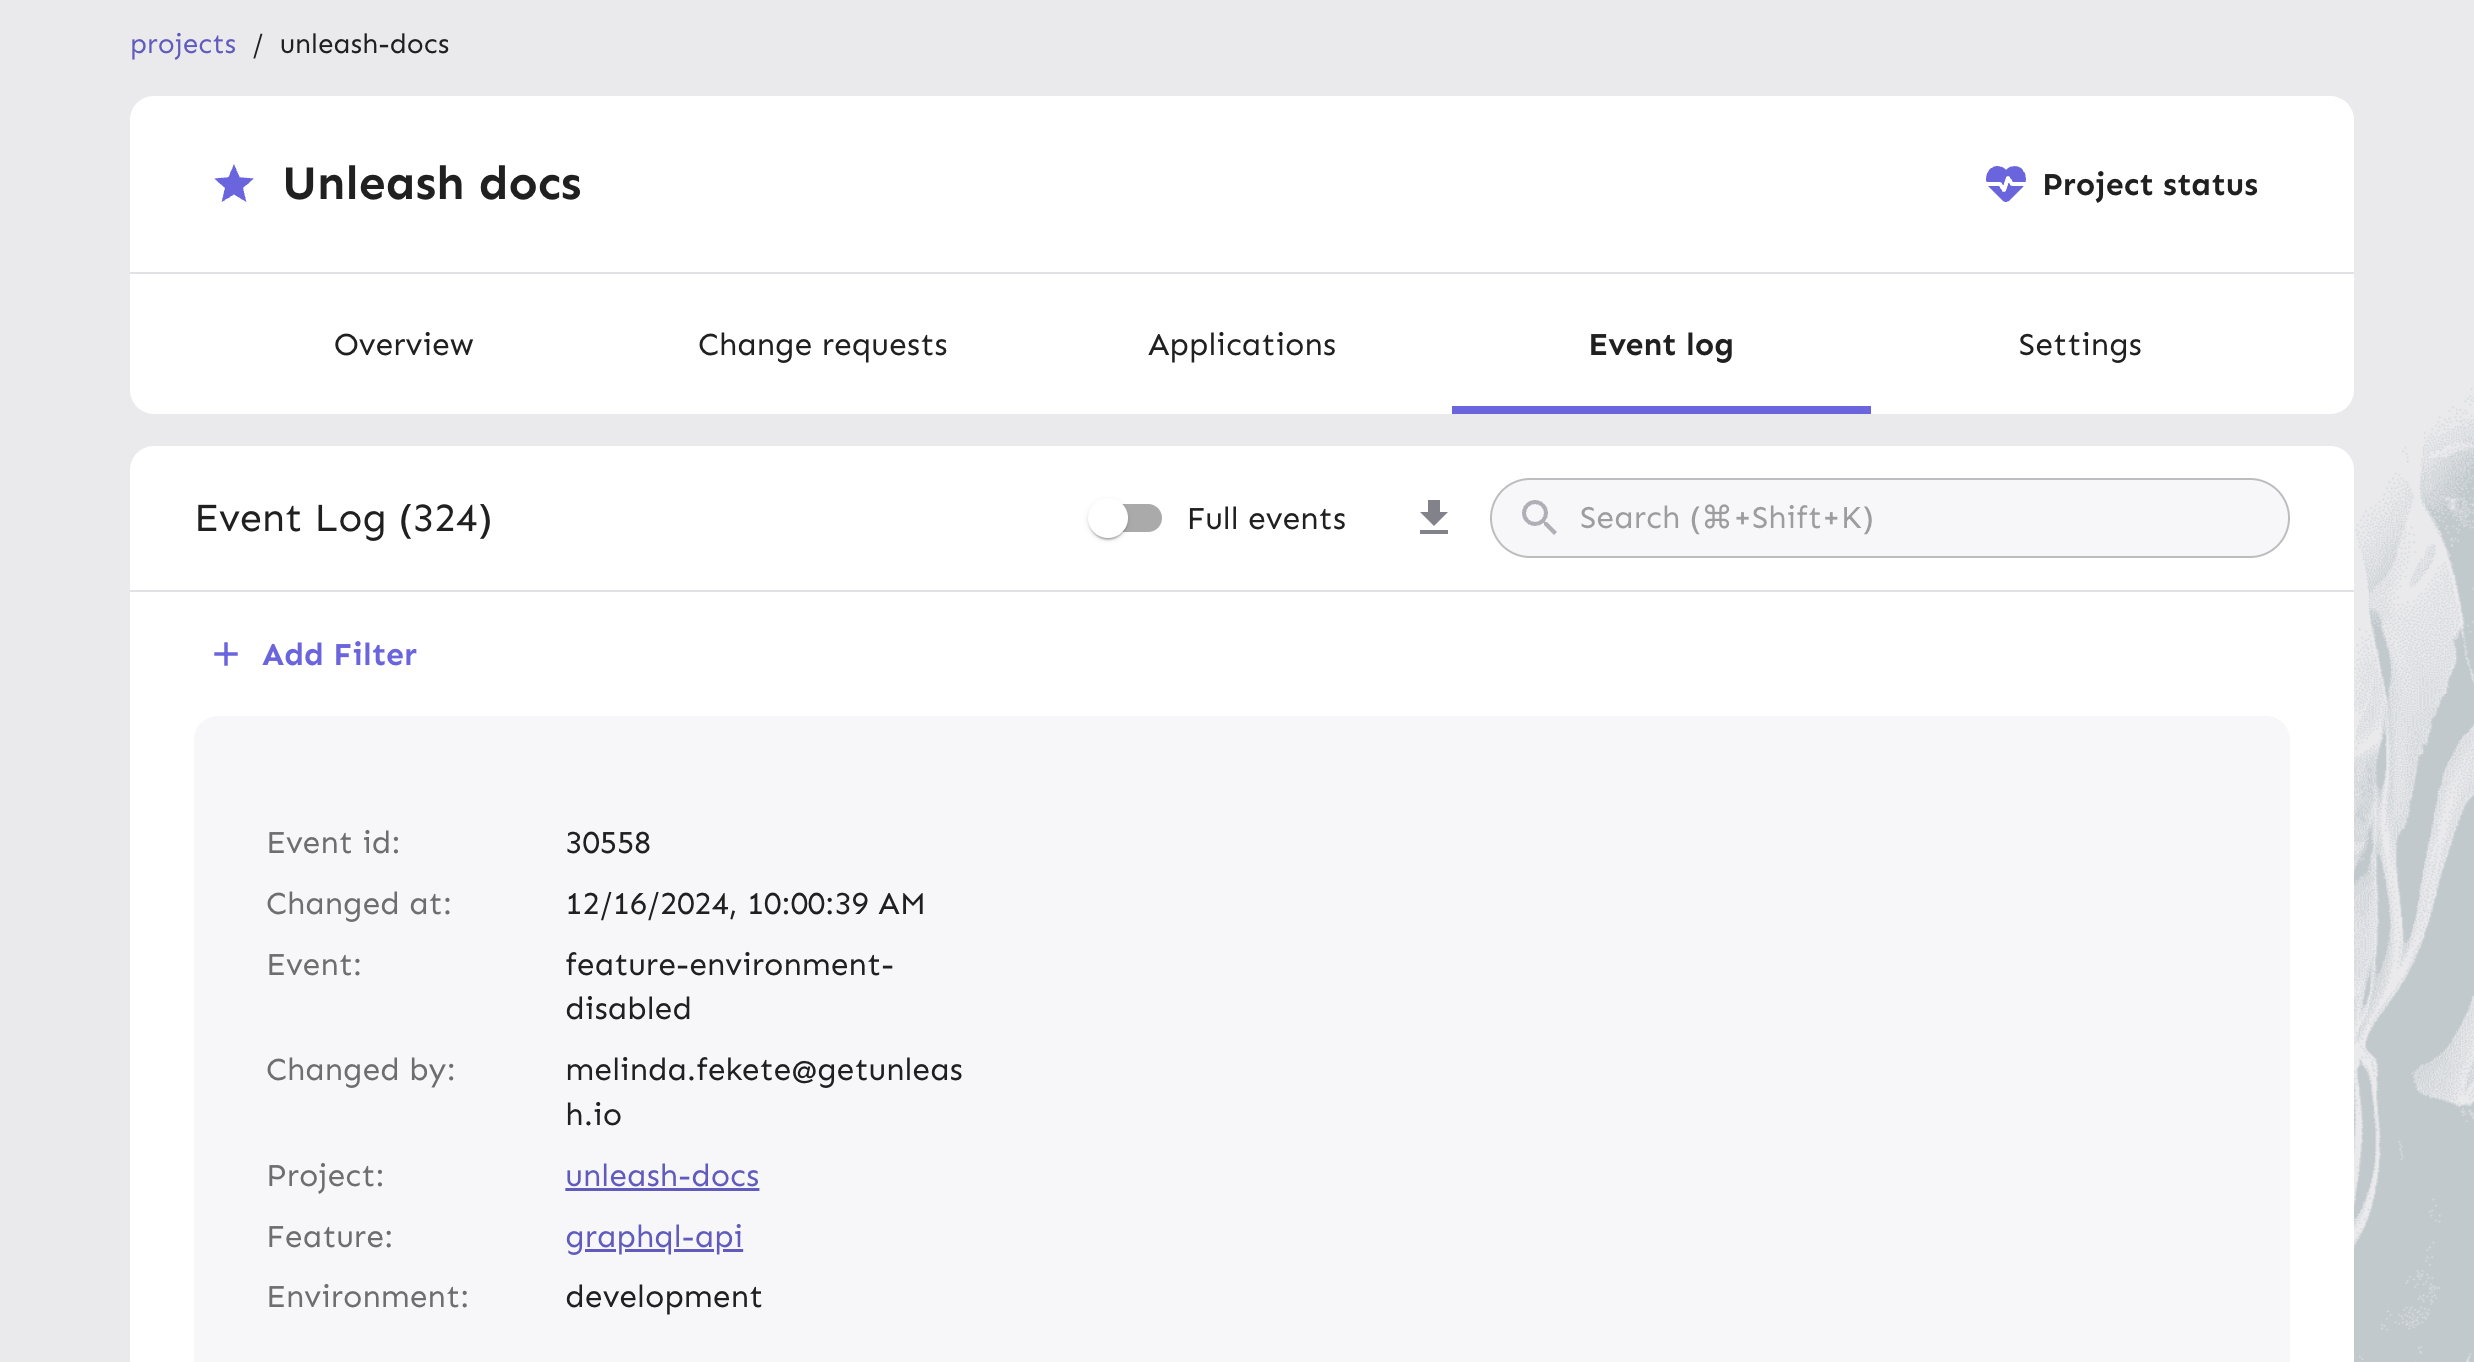 projects / unleash-docs
Unleash docs
Project status
Overview
Change requests
Applications
Event log
Settings
Event Log (324)
Full events
Search (⌘+Shift+K)
+ Add Filter
Event id: 30558
Changed at: 12/16/2024, 10:00:39 AM
Event: feature-environment-
disabled
Changed by: melinda.fekete@getunleas
h.io
Project: unleash-docs
Feature: graphql-api
Environment: development